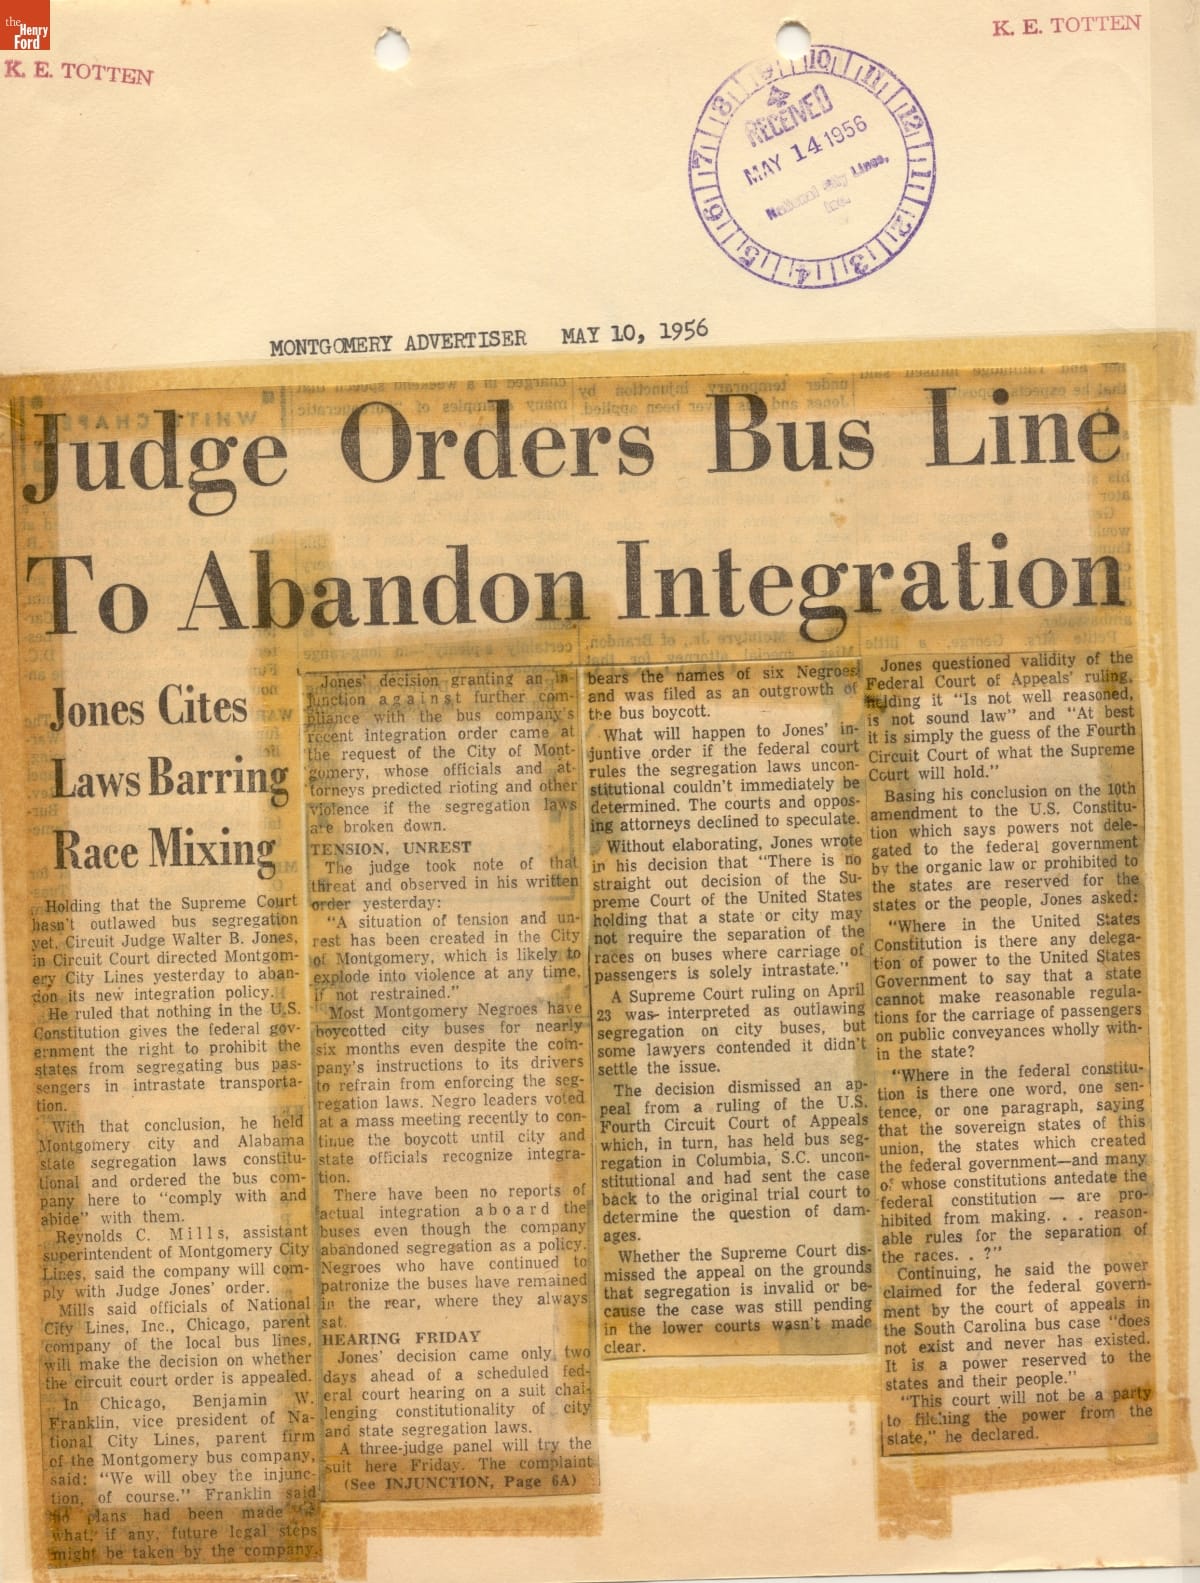 the
Henry
Ford
K. E. TOTTEN
K. E. TOTTEN
9 10 11 12 1 2 3 4 5 6 7 8
RECEIVED
MAY 14 1956
National City Lines,
Inc.
MONTGOMERY ADVERTISER MAY 10, 1956
Judge Orders Bus Line
To Abandon Integration
Jones Cites
Laws Barring
Race Mixing
Holding that the Supreme Court
hasn't outlawed bus segregation
yet, Circuit Judge Walter B. Jones,
in Circuit Court directed Montgom-
ery City Lines yesterday to aban-
don its new integration policy.
He ruled that nothing in the U.S.
Constitution gives the federal gov-
ernment the right to prohibit the
states from segregating bus pas-
sengers in intrastate transporta-
tion.
With that conclusion, he held
Montgomery city and Alabama
state segregation laws constitu-
tional and ordered the bus com-
pany here to "comply with and
abide" with them.
Reynolds C. Mills, assistant
superintendent of Montgomery City
Lines, said the company will com-
ply with Judge Jones' order.
Mills said officials of National
City Lines, Inc., Chicago, parent
company of the local bus lines,
will make the decision on whether
the circuit court order is appealed.
In Chicago, Benjamin W.
Franklin, vice president of Na-
tional City Lines, parent firm
of the Montgomery bus company,
said: "We will obey the injunc-
tion, of course." Franklin said
no plans had been made
what, if any, future legal steps
might be taken by the company.
Jones' decision granting an in-
junction against further com-
pliance with the bus company's
recent integration order came at
the request of the City of Mont-
gomery, whose officials and at-
torneys predicted rioting and other
violence if the segregation laws
are broken down.
TENSION, UNREST
The judge took note of that
threat and observed in his written
order yesterday:
"A situation of tension and un-
rest has been created in the City
of Montgomery, which is likely to
explode into violence at any time,
if not restrained."
Most Montgomery Negroes have
boycotted city buses for nearly
six months even despite the com-
pany's instructions to its drivers
to refrain from enforcing the seg-
regation laws. Negro leaders voted
at a mass meeting recently to con-
tinue the boycott until city and
state officials recognize integra-
tion.
There have been no reports of
actual integration aboard the
buses even though the company
abandoned segregation as a policy.
Negroes who have continued to
patronize the buses have remained
in the rear, where they always
sat.
HEARING FRIDAY
Jones' decision came only two
days ahead of a scheduled fed-
eral court hearing on a suit chal-
lenging constitutionality of city
and state segregation laws.
A three-judge panel will try the
suit here Friday. The complaint
(See INJUNCTION, Page 6A)
bears the names of six Negroes
and was filed as an outgrowth of
the bus boycott.
What will happen to Jones' in-
junctive order if the federal court
rules the segregation laws uncon-
stitutional couldn't immediately be
determined. The courts and oppos-
ing attorneys declined to speculate.
Without elaborating, Jones wrote
in his decision that "There is no
straight out decision of the Su-
preme Court of the United States
holding that a state or city may
not require the separation of the
races on buses where carriage of
passengers is solely intrastate."
A Supreme Court ruling on April
23 was interpreted as outlawing
segregation on city buses, but
some lawyers contended it didn't
settle the issue.
The decision dismissed an ap-
peal from a ruling of the U.S.
Fourth Circuit Court of Appeals
which, in turn, has held bus seg-
regation in Columbia, S.C. uncon-
stitutional and had sent the case
back to the original trial court to
determine the question of dam-
ages.
Whether the Supreme Court dis-
missed the appeal on the grounds
that segregation is invalid or be-
cause the case was still pending
in the lower courts wasn't made
clear.
Jones questioned validity of the
Federal Court of Appeals' ruling,
holding it "Is not well reasoned,
is not sound law" and "At best
it is simply the guess of the Fourth
Circuit Court of what the Supreme
Court will hold."
Basing his conclusion on the 10th
amendment to the U.S. Constitu-
tion which says powers not dele-
gated to the federal government
by the organic law or prohibited to
the states are reserved for the
states or the people, Jones asked:
"Where in the United States
Constitution is there any delega-
tion of power to the United States
Government to say that a state
cannot make reasonable regula-
tions for the carriage of passengers
on public conveyances wholly with-
in the state?
"Where in the federal constitu-
tion is there one word, one sen-
tence, or one paragraph, saying
that the sovereign states of this
union, the states which created
the federal government—and many
of whose constitutions antedate the
federal constitution — are pro-
hibited from making. . . reason-
able rules for the separation of
the races. . ?"
Continuing, he said the power
claimed for the federal govern-
ment by the court of appeals in
the South Carolina bus case "does
not exist and never has existed.
It is a power reserved to the
states and their people."
"This court will not be a party
to filching the power from the
state," he declared.